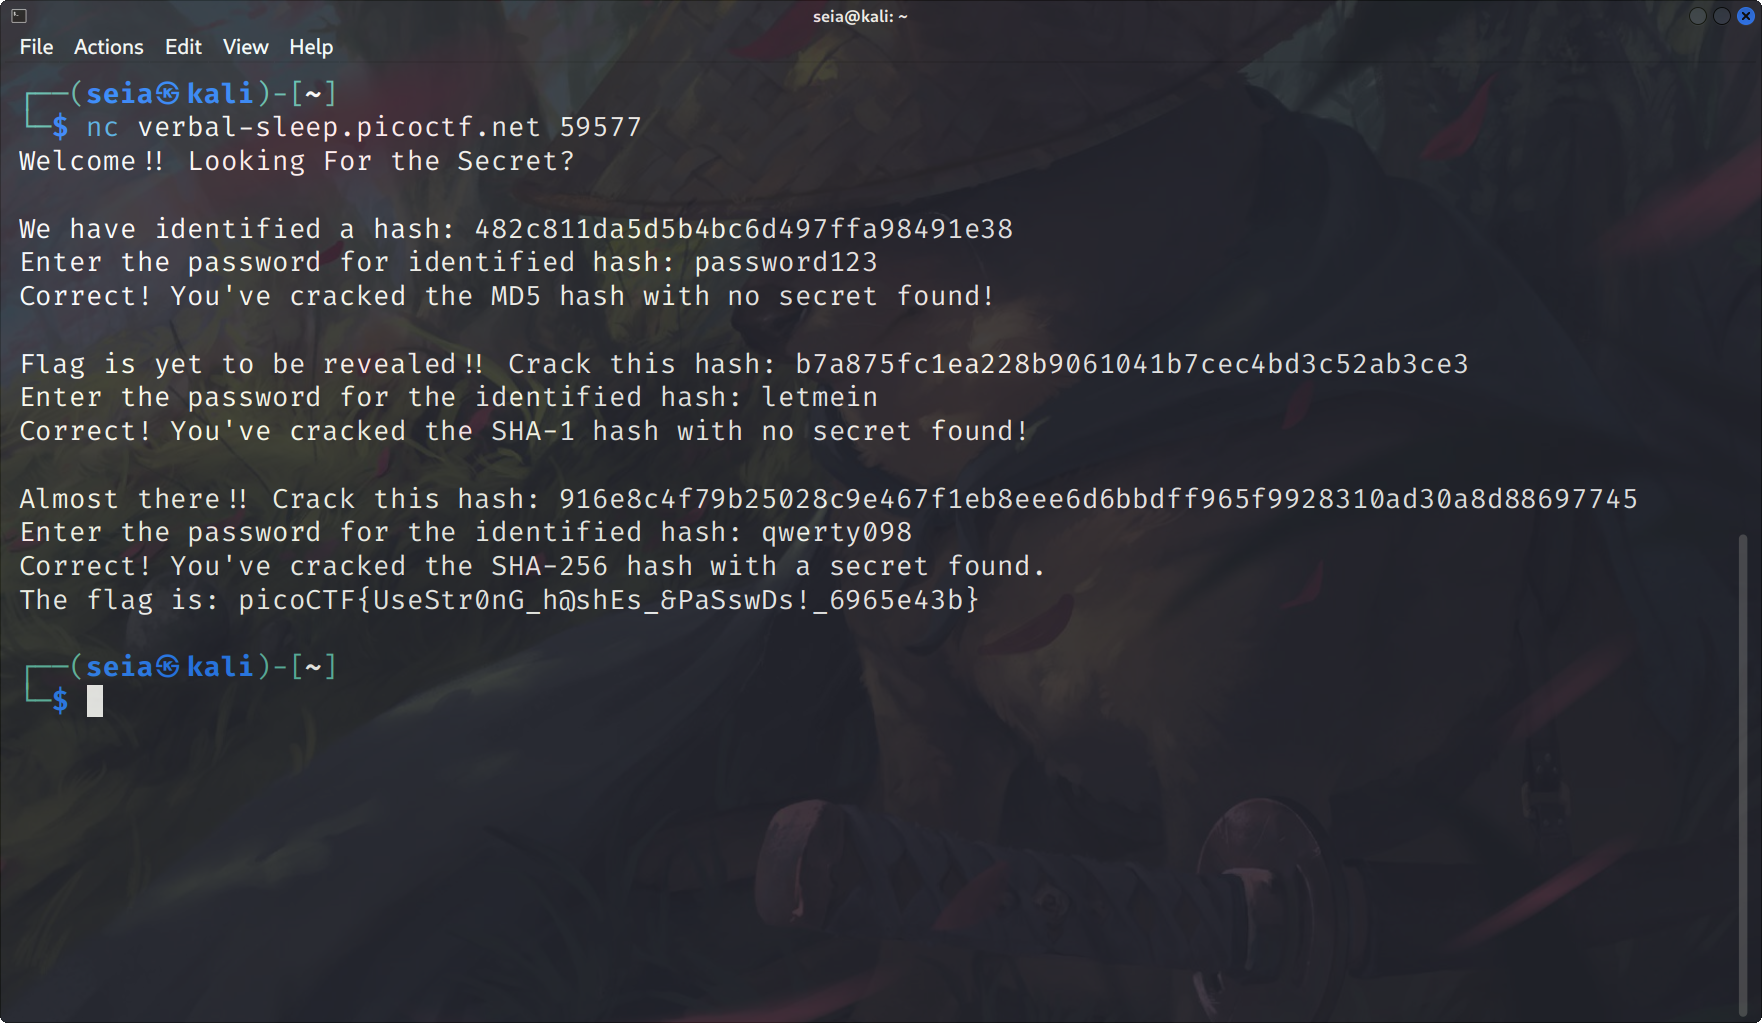 seia@kali: ~
File Actions Edit View Help
┌──(seia㉿kali)-[~]
└─$ nc verbal-sleep.picoctf.net 59577
Welcome!! Looking For the Secret?
We have identified a hash: 482c811da5d5b4bc6d497ffa98491e38
Enter the password for identified hash: password123
Correct! You've cracked the MD5 hash with no secret found!
Flag is yet to be revealed!! Crack this hash: b7a875fc1ea228b9061041b7cec4bd3c52ab3ce3
Enter the password for the identified hash: letmein
Correct! You've cracked the SHA-1 hash with no secret found!
Almost there!! Crack this hash: 916e8c4f79b25028c9e467f1eb8eee6d6bbdff965f9928310ad30a8d88697745
Enter the password for the identified hash: qwerty098
Correct! You've cracked the SHA-256 hash with a secret found.
The flag is: picoCTF{UseStr0nG_h@shEs_&PaSswDs!_6965e43b}
┌──(seia㉿kali)-[~]
└─$